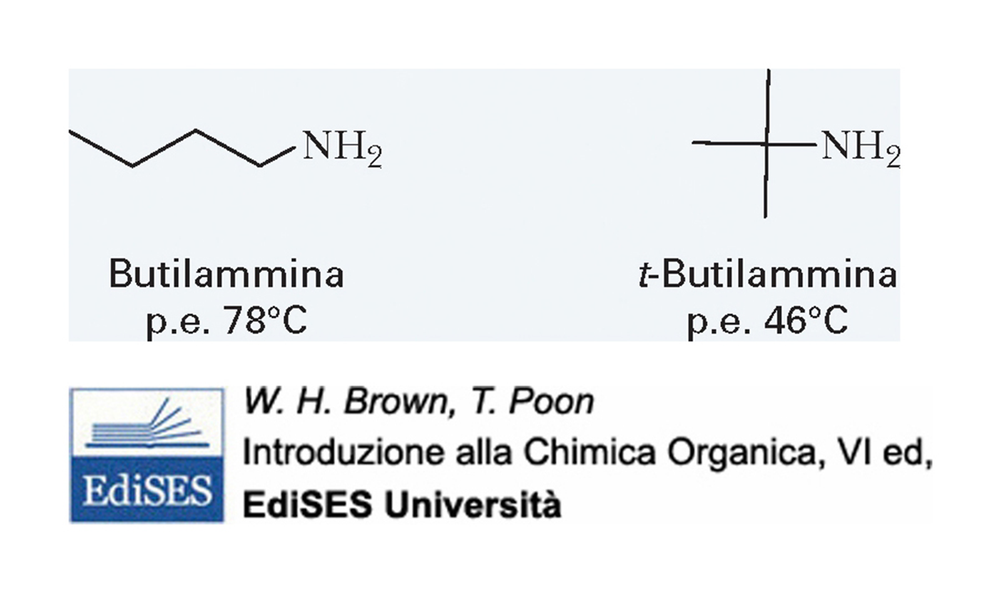 NH₂ NH₂
Butilammina t-Butilammina
p.e. 78°C p.e. 46°C
W. H. Brown, T. Poon
Introduzione alla Chimica Organica, VI ed,
EdiSES
EdiSES Università